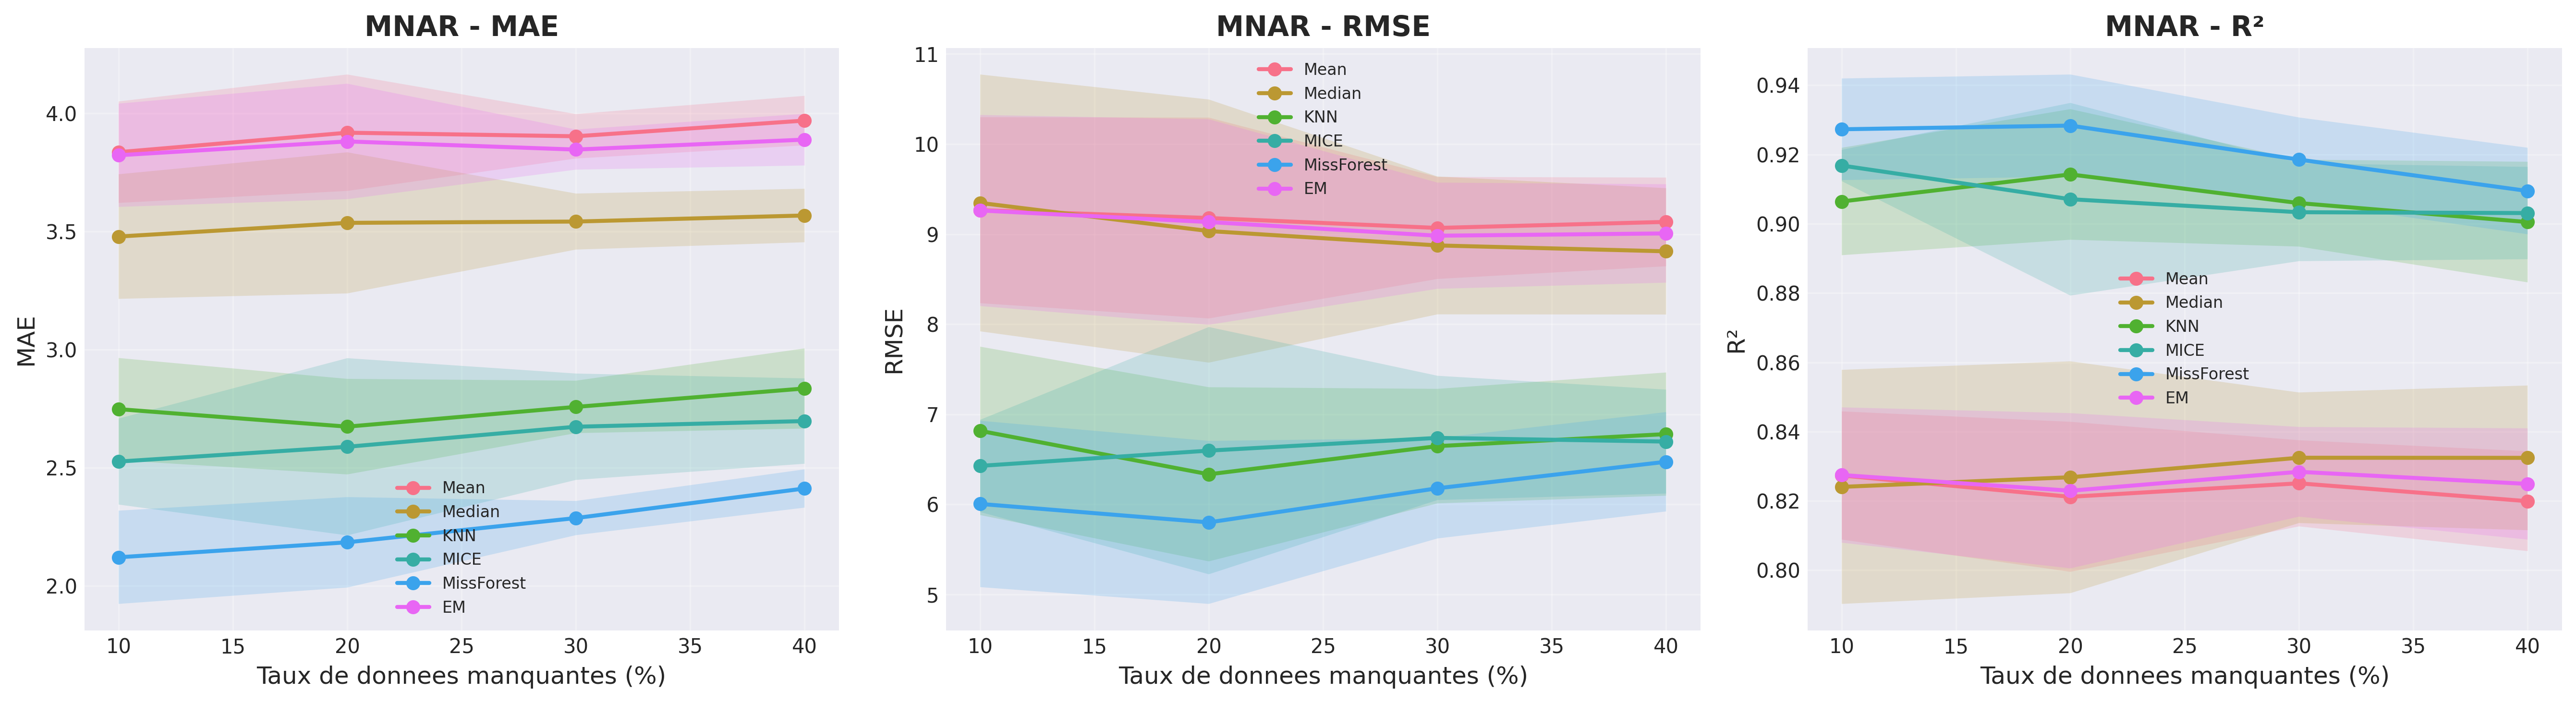 MNAR - MAE
MAE
4.0
3.5
3.0
2.5
2.0
Mean
Median
KNN
MICE
MissForest
EM
10 15 20 25 30 35 40
Taux de donnees manquantes (%)
MNAR - RMSE
RMSE
11
10
9
8
7
6
5
Mean
Median
KNN
MICE
MissForest
EM
10 15 20 25 30 35 40
Taux de donnees manquantes (%)
MNAR - R²
R²
0.94
0.92
0.90
0.88
0.86
0.84
0.82
0.80
Mean
Median
KNN
MICE
MissForest
EM
10 15 20 25 30 35 40
Taux de donnees manquantes (%)